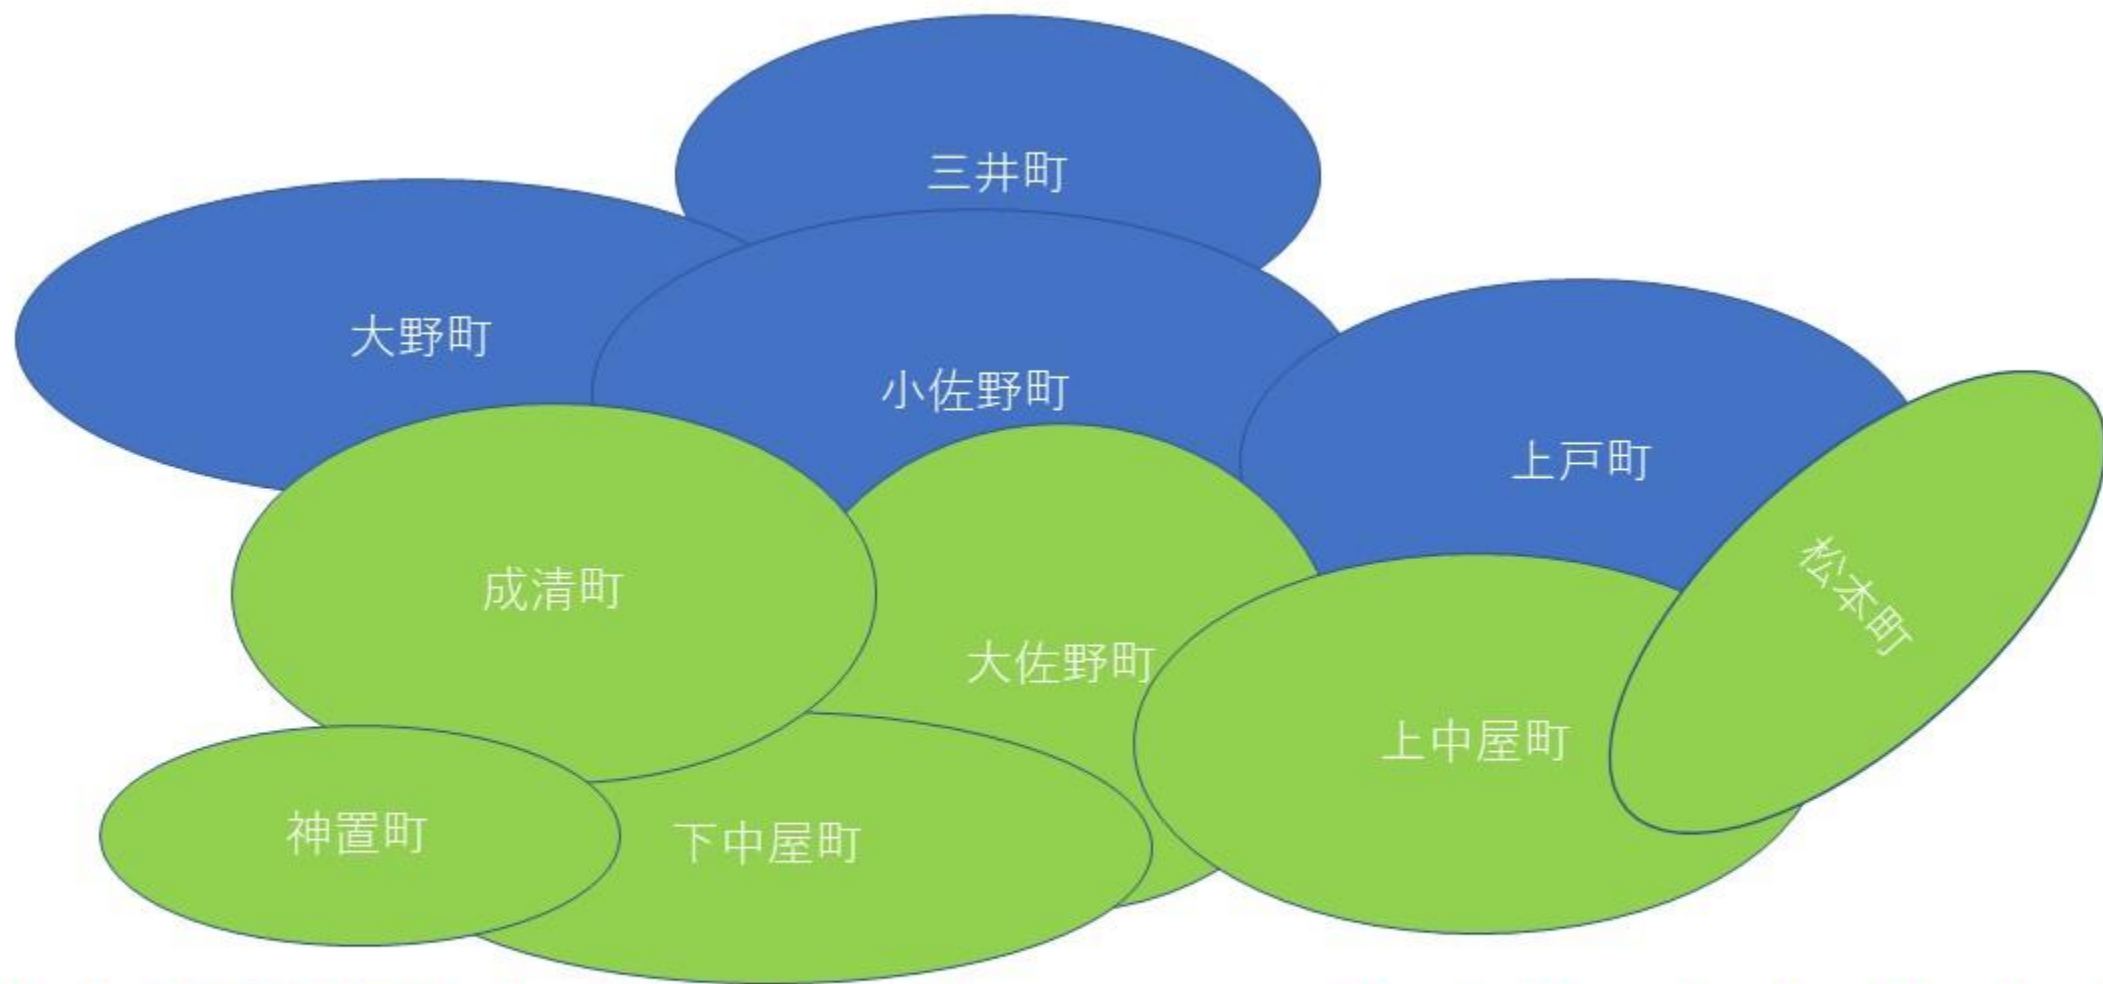 三井町
大野町
小佐野町
上戸町
成清町
松本町
大佐野町
上中屋町
神置町
下中屋町